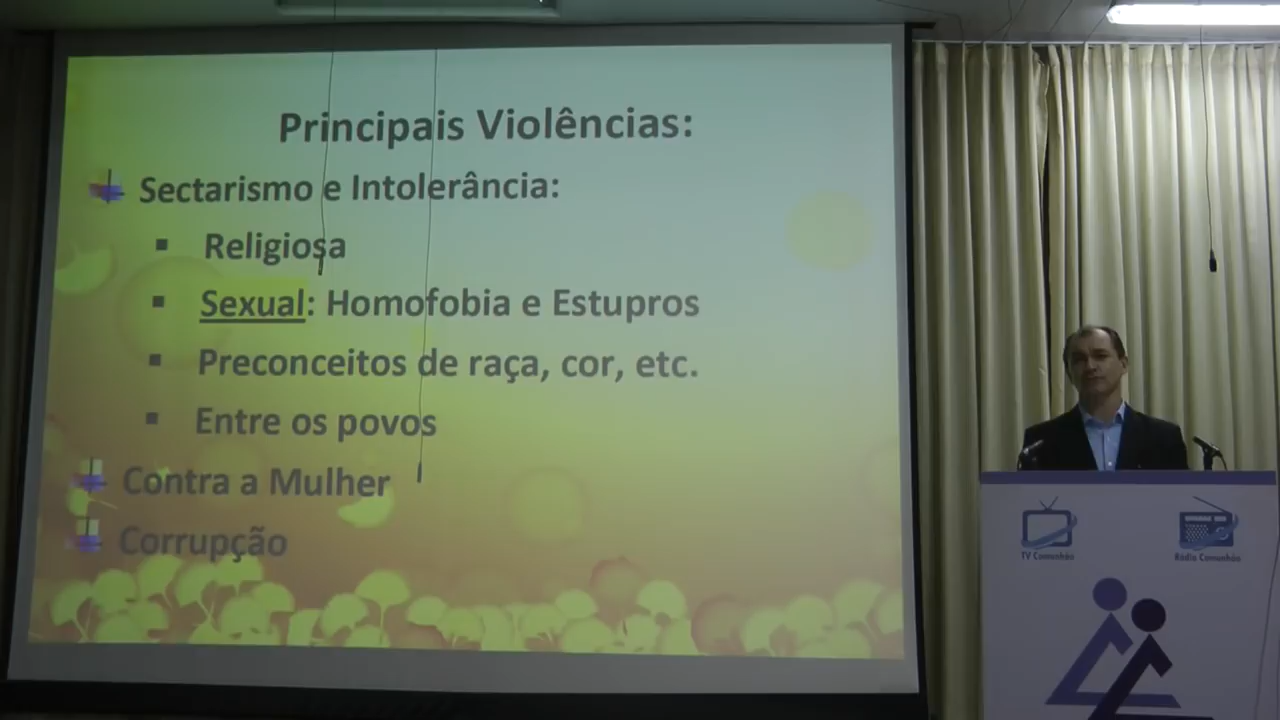 Principais Violências:
Sectarismo e Intolerância:
Religiosa
Sexual: Homofobia e Estupros
Preconceitos de raça, cor, etc.
Entre os povos
Contra a Mulher
Corrupção
TV Comunhão
Rádio Comunhão